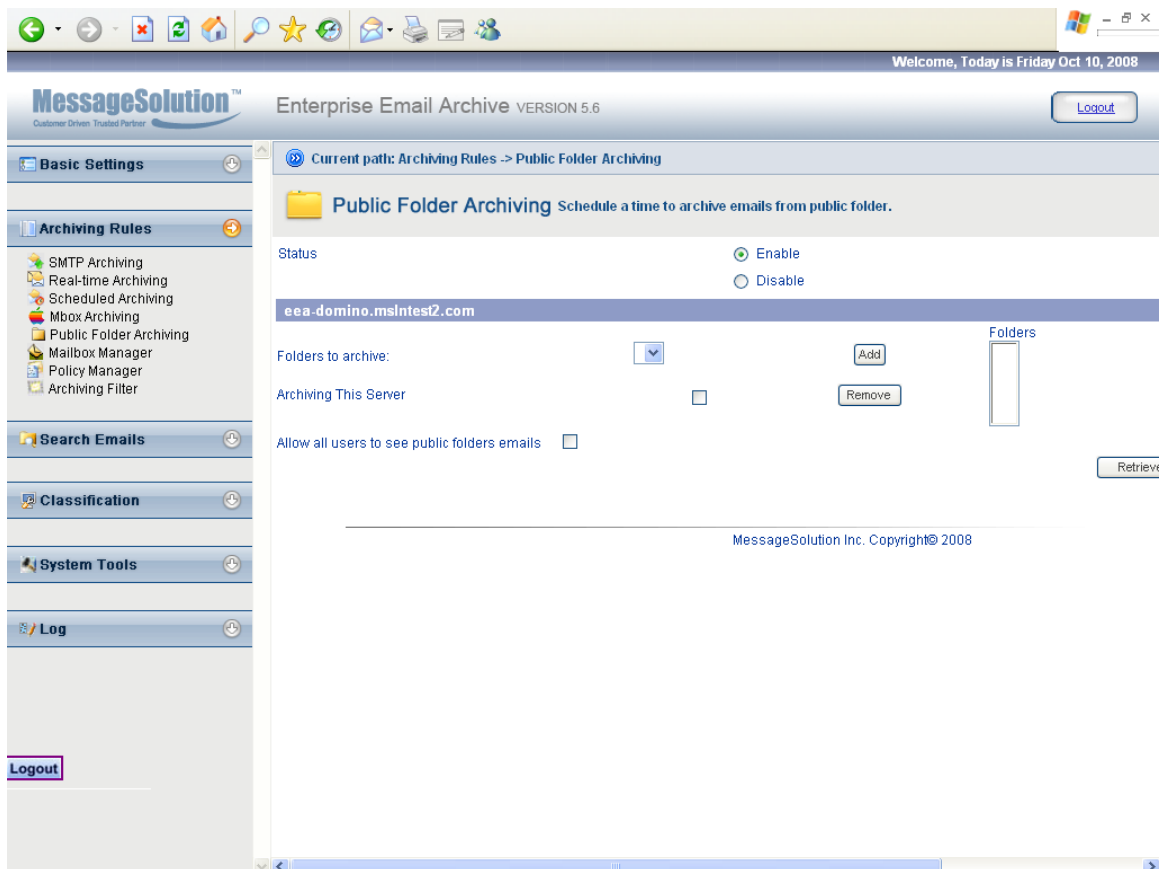 Welcome, Today is Friday Oct 10, 2008
MessageSolution™
Customer Driven Trusted Partner
Enterprise Email Archive VERSION 5.6
Logout
Basic Settings
Archiving Rules
SMTP Archiving
Real-time Archiving
Scheduled Archiving
Mbox Archiving
Public Folder Archiving
Mailbox Manager
Policy Manager
Archiving Filter
Search Emails
Classification
System Tools
Log
Logout
Current path: Archiving Rules -> Public Folder Archiving
Public Folder Archiving Schedule a time to archive emails from public folder.
Status
Enable
Disable
eea-domino.mslntest2.com
Folders to archive:
Add
Folders
Archiving This Server
Remove
Allow all users to see public folders emails
Retrieve
MessageSolution Inc. Copyright© 2008